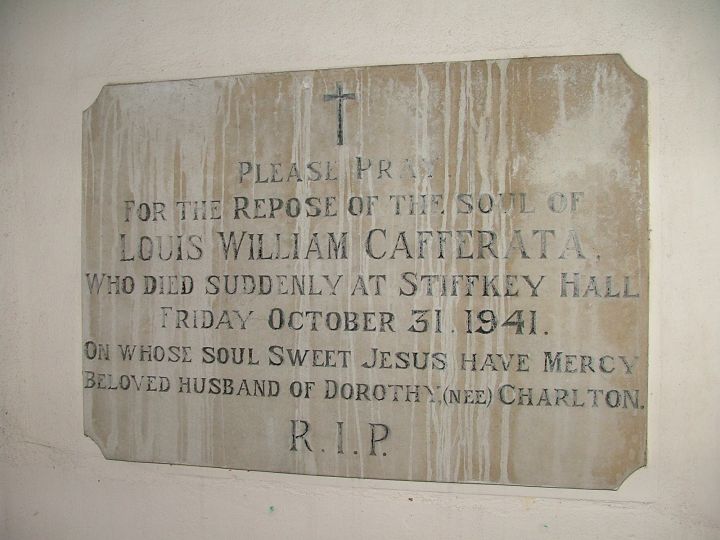 PLEASE PRAY.
FOR THE REPOSE OF THE SOUL OF
LOUIS WILLIAM CAFFERATA,
WHO DIED SUDDENLY AT STIFFKEY HALL
FRIDAY OCTOBER 31. 1941.
ON WHOSE SOUL SWEET JESUS HAVE MERCY
BELOVED HUSBAND OF DOROTHY,(NEE) CHARLTON.
R.I.P.